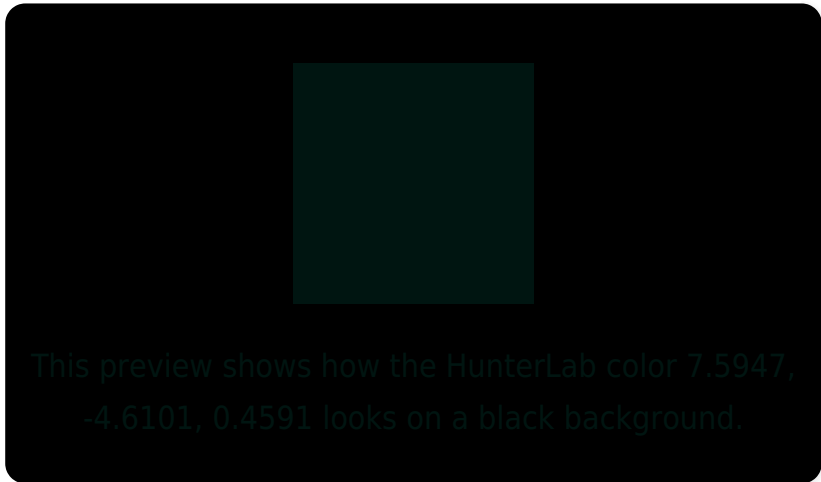 This preview shows how the HunterLab color 7.5947,
-4.6101, 0.4591 looks on a black background.